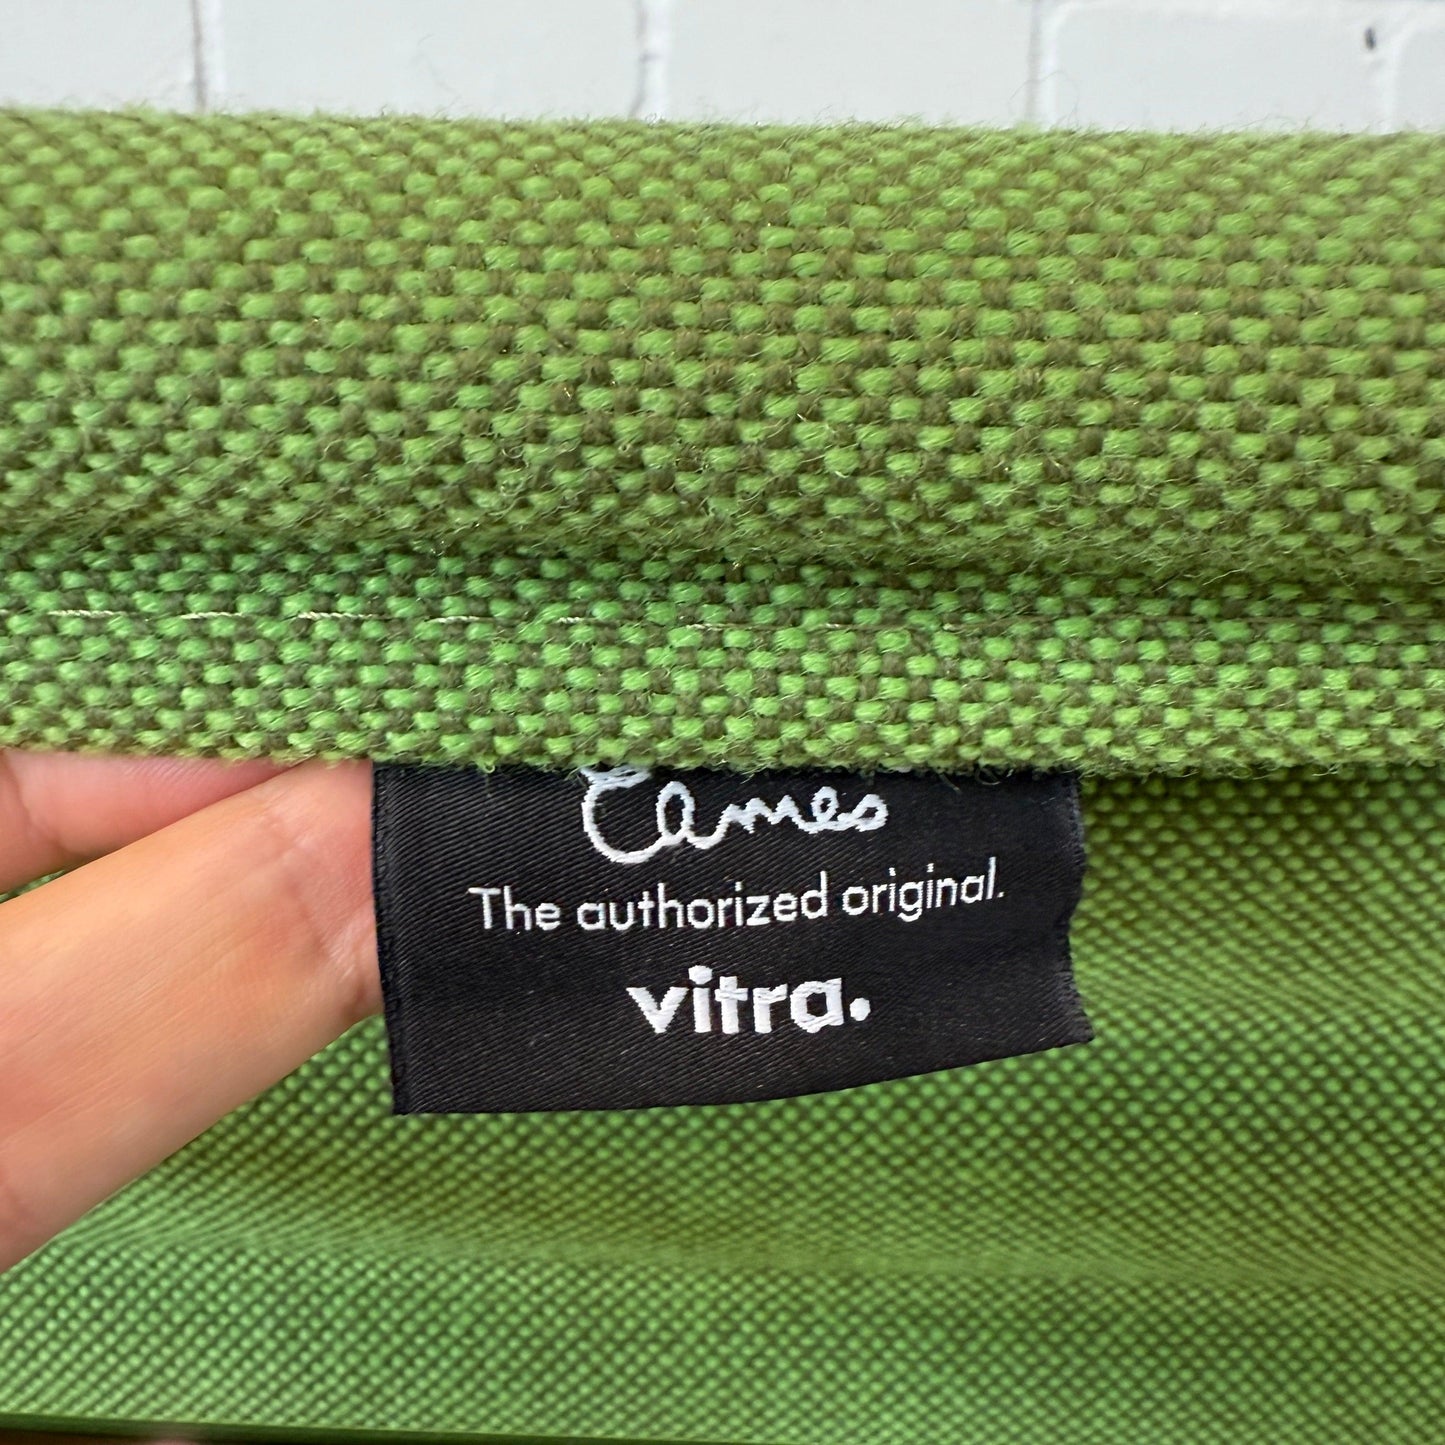 Eames
The authorized original.
vitra.